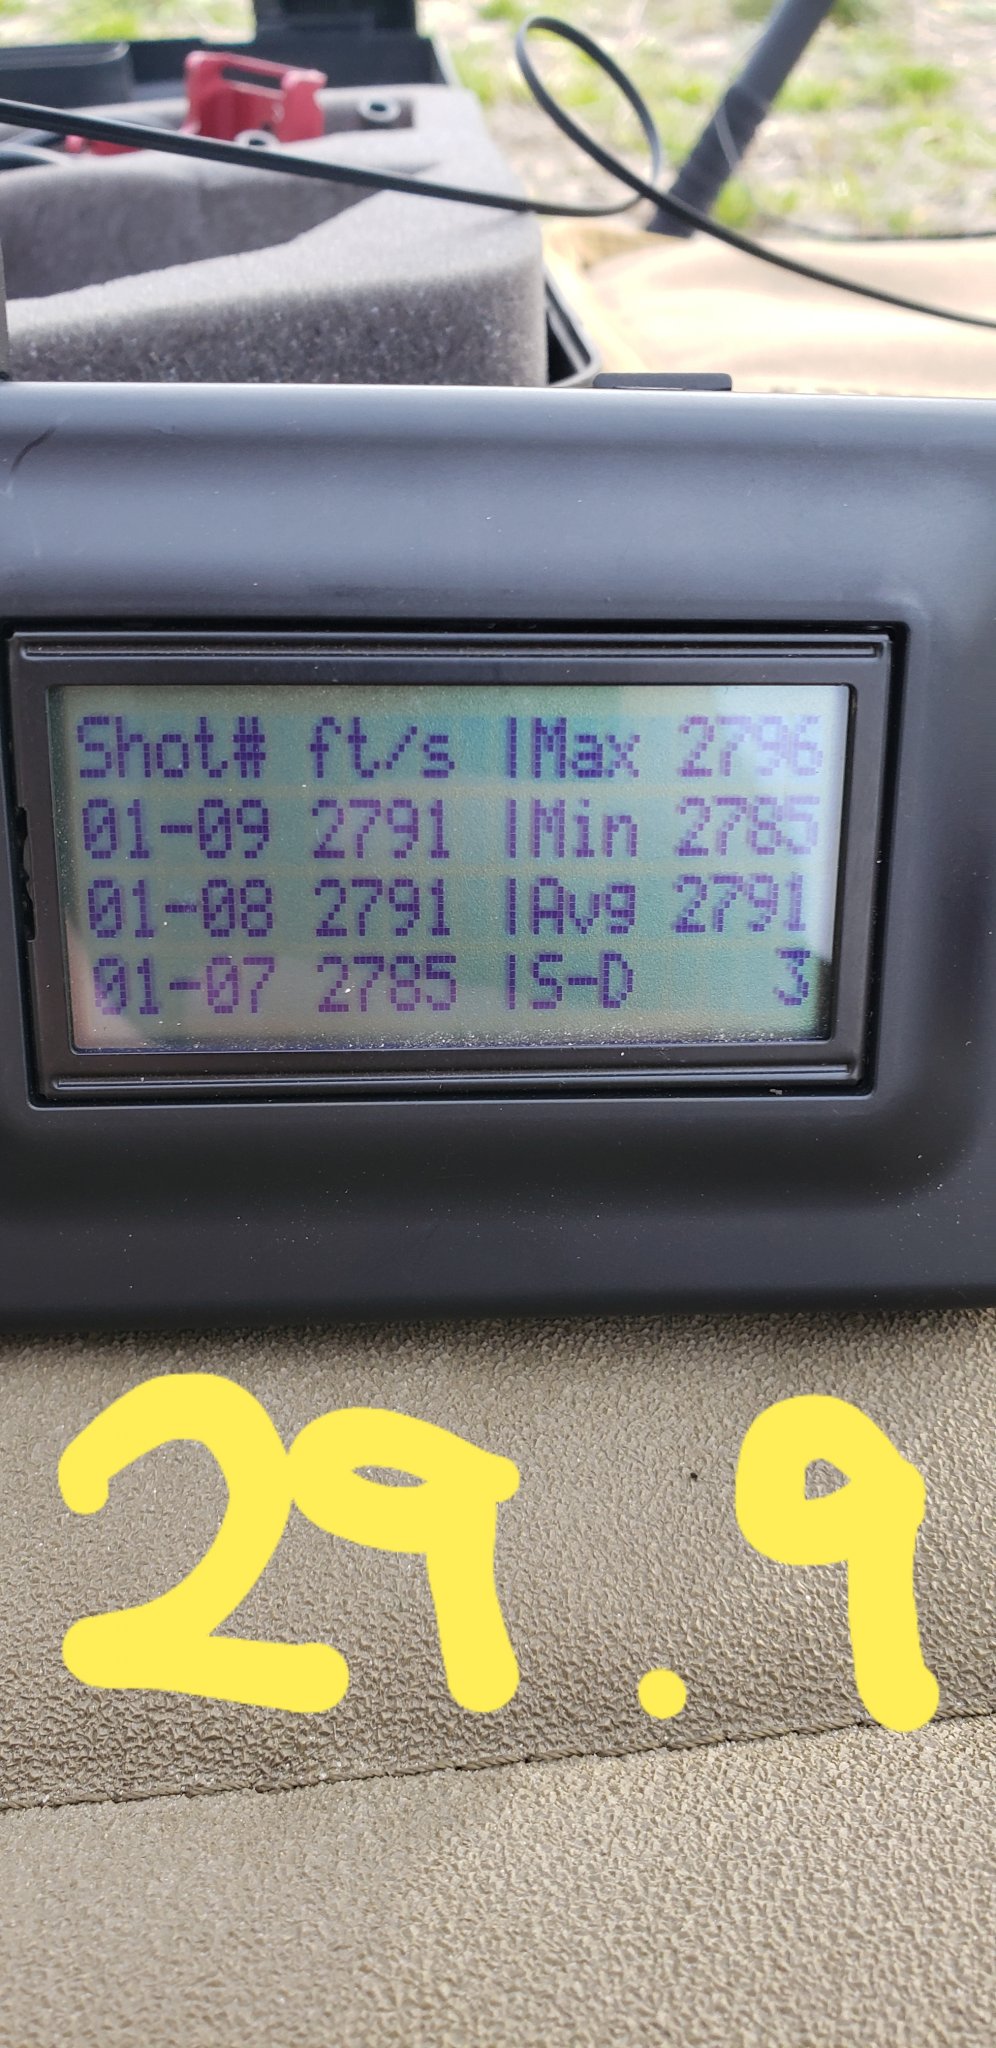 Shot# ft/s |Max 2796
01-09 2791 |Min 2785
01-08 2791 |Avg 2791
01-07 2785 |S-D 3
29.9